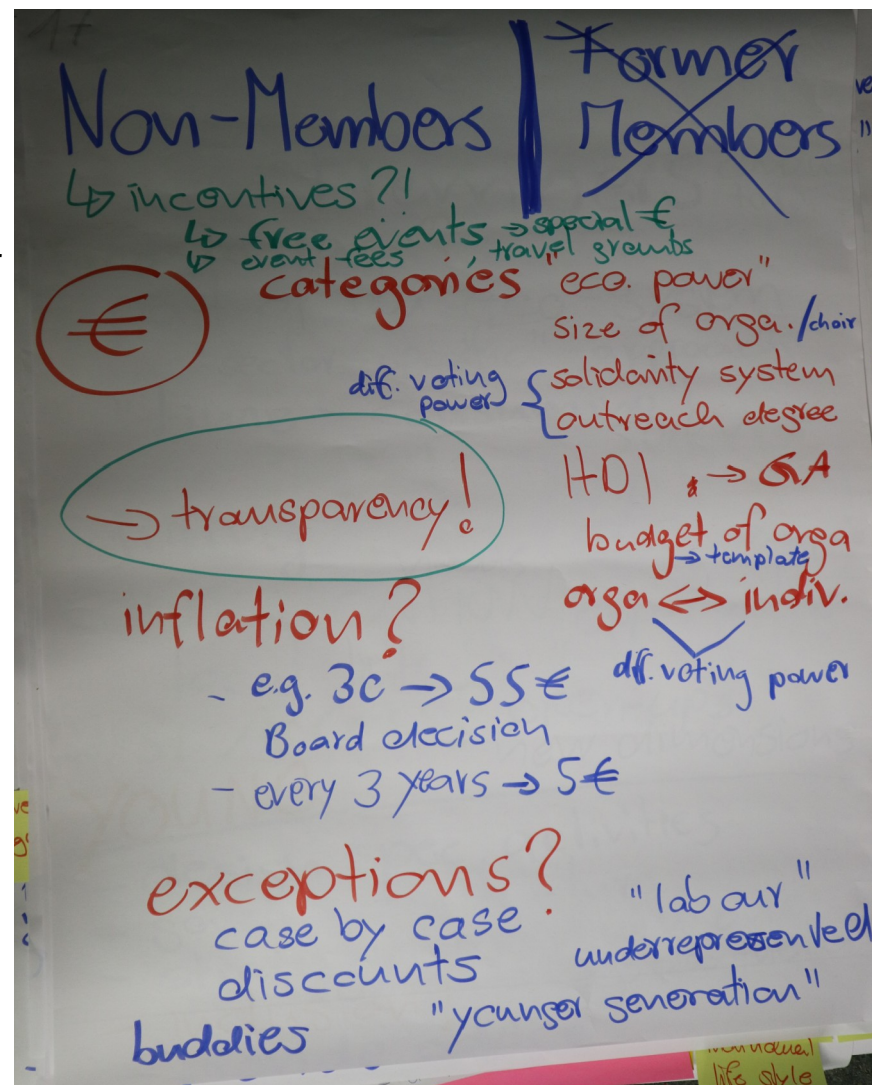 17
Non-Members
Former
Members
↳ incentives?!
↳ free events → special €
↳ event fees, travel grants
€
categories "eco. power"
size of orga. / choir
diff. voting
power
solidarity system
outreach degree
HDI → GA
→ transparency!
budget of orga
→ template
orga ↔ indiv.
diff. voting power
inflation?
- e.g. 3c → 55€
Board decision
- every 3 years → 5€
exceptions?
case by case
discounts
buddies
"labour"
underrepresented
"younger generation"
life style